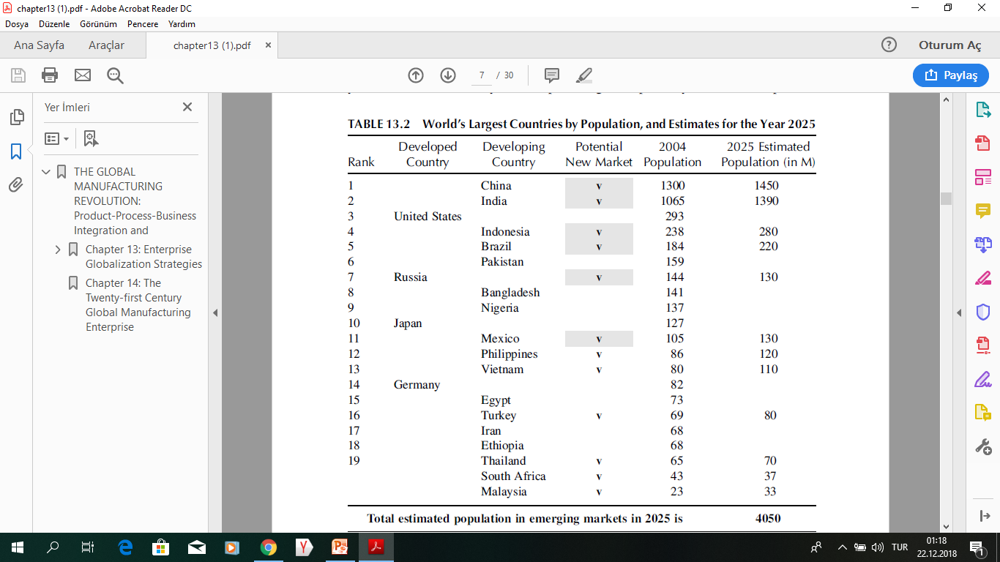 chapter13 (1).pdf - Adobe Acrobat Reader DC
Dosya Düzenle Görünüm Pencere Yardım
Ana Sayfa Araçlar chapter13 (1).pdf × Oturum Aç
7 / 30 Paylaş
Yer İmleri
THE GLOBAL
MANUFACTURING
REVOLUTION:
Product-Process-Business
Integration and
Chapter 13: Enterprise
Globalization Strategies
Chapter 14: The
Twenty-first Century
Global Manufacturing
Enterprise
TABLE 13.2 World's Largest Countries by Population, and Estimates for the Year 2025
Developed Developing Potential 2004 2025 Estimated
Rank Country Country New Market Population Population (in M)
1 China v 1300 1450
2 India v 1065 1390
3 United States 293
4 Indonesia v 238 280
5 Brazil v 184 220
6 Pakistan 159
7 Russia v 144 130
8 Bangladesh 141
9 Nigeria 137
10 Japan 127
11 Mexico v 105 130
12 Philippines v 86 120
13 Vietnam v 80 110
14 Germany 82
15 Egypt 73
16 Turkey v 69 80
17 Iran 68
18 Ethiopia 68
19 Thailand v 65 70
South Africa v 43 37
Malaysia v 23 33
Total estimated population in emerging markets in 2025 is 4050
TUR
01:18
22.12.2018
1